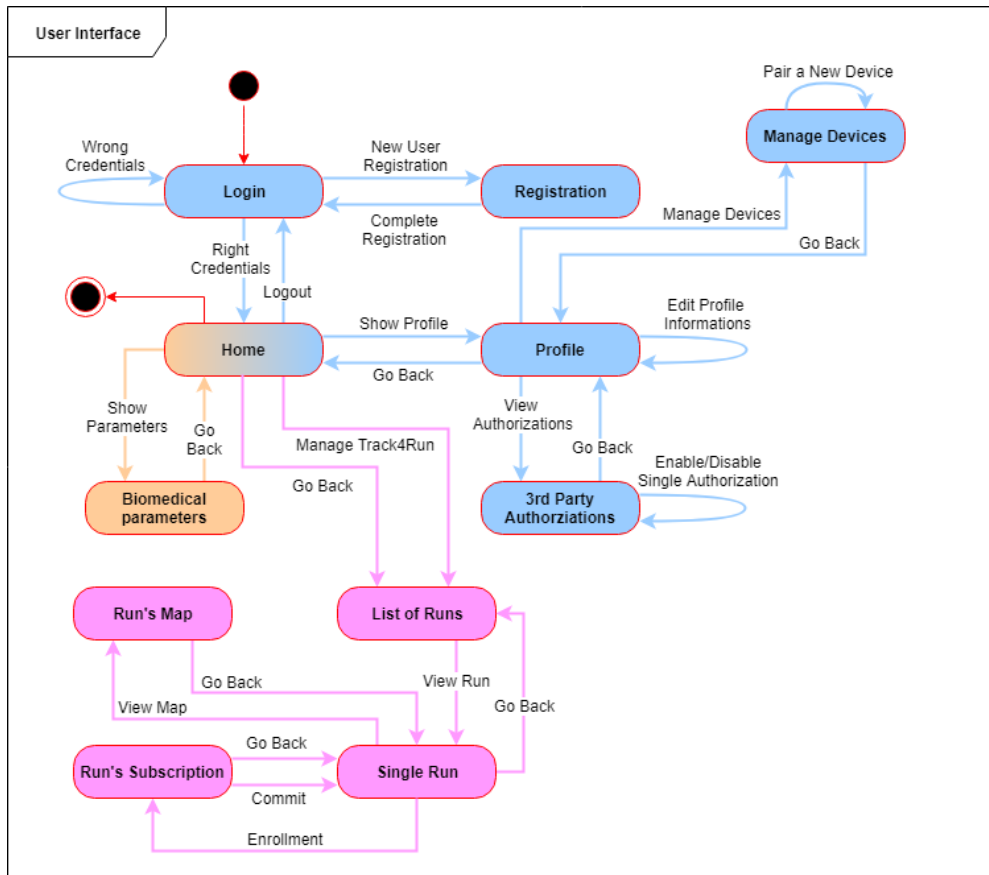 User Interface
Pair a New Device
Manage Devices
Wrong
Credentials
New User
Registration
Login
Registration
Complete
Registration
Manage Devices
Right
Credentials
Go Back
Logout
Edit Profile
Informations
Show Profile
Home
Profile
Go Back
Show
Parameters
Go
Back
View
Authorizations
Manage Track4Run
Go Back
Go Back
Enable/Disable
Single Authorization
Biomedical
parameters
3rd Party
Authorziations
Run's Map
List of Runs
Go Back
View Run
View Map
Go Back
Go Back
Run's Subscription
Single Run
Commit
Enrollment